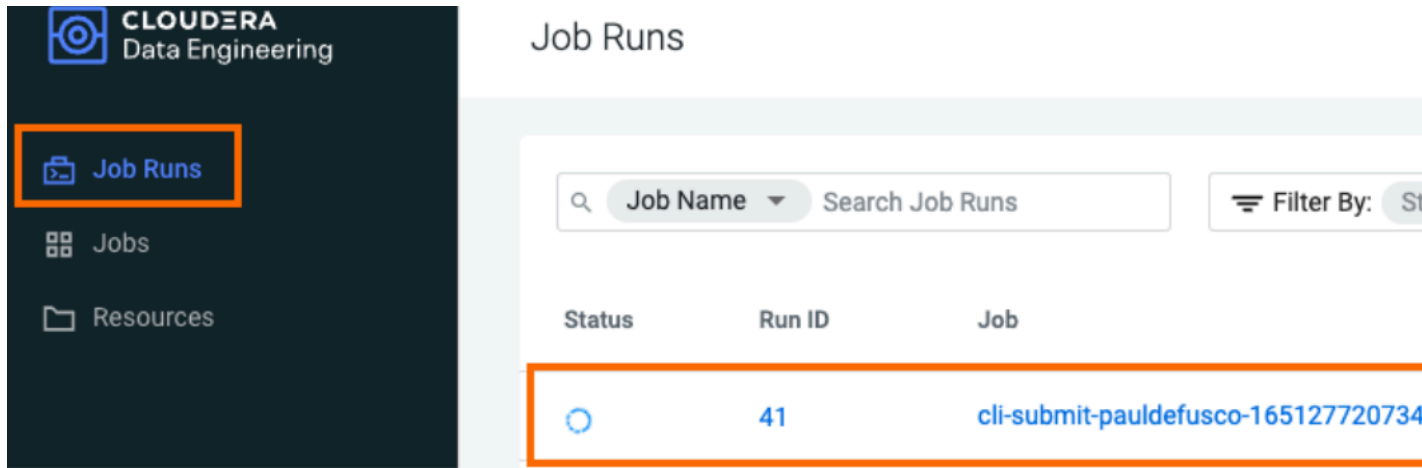 CLOUDERA
Data Engineering
Job Runs
Jobs
Resources
Job Runs
Job Name Search Job Runs Filter By:
Status Run ID Job
41 cli-submit-pauldefusco-165127720734